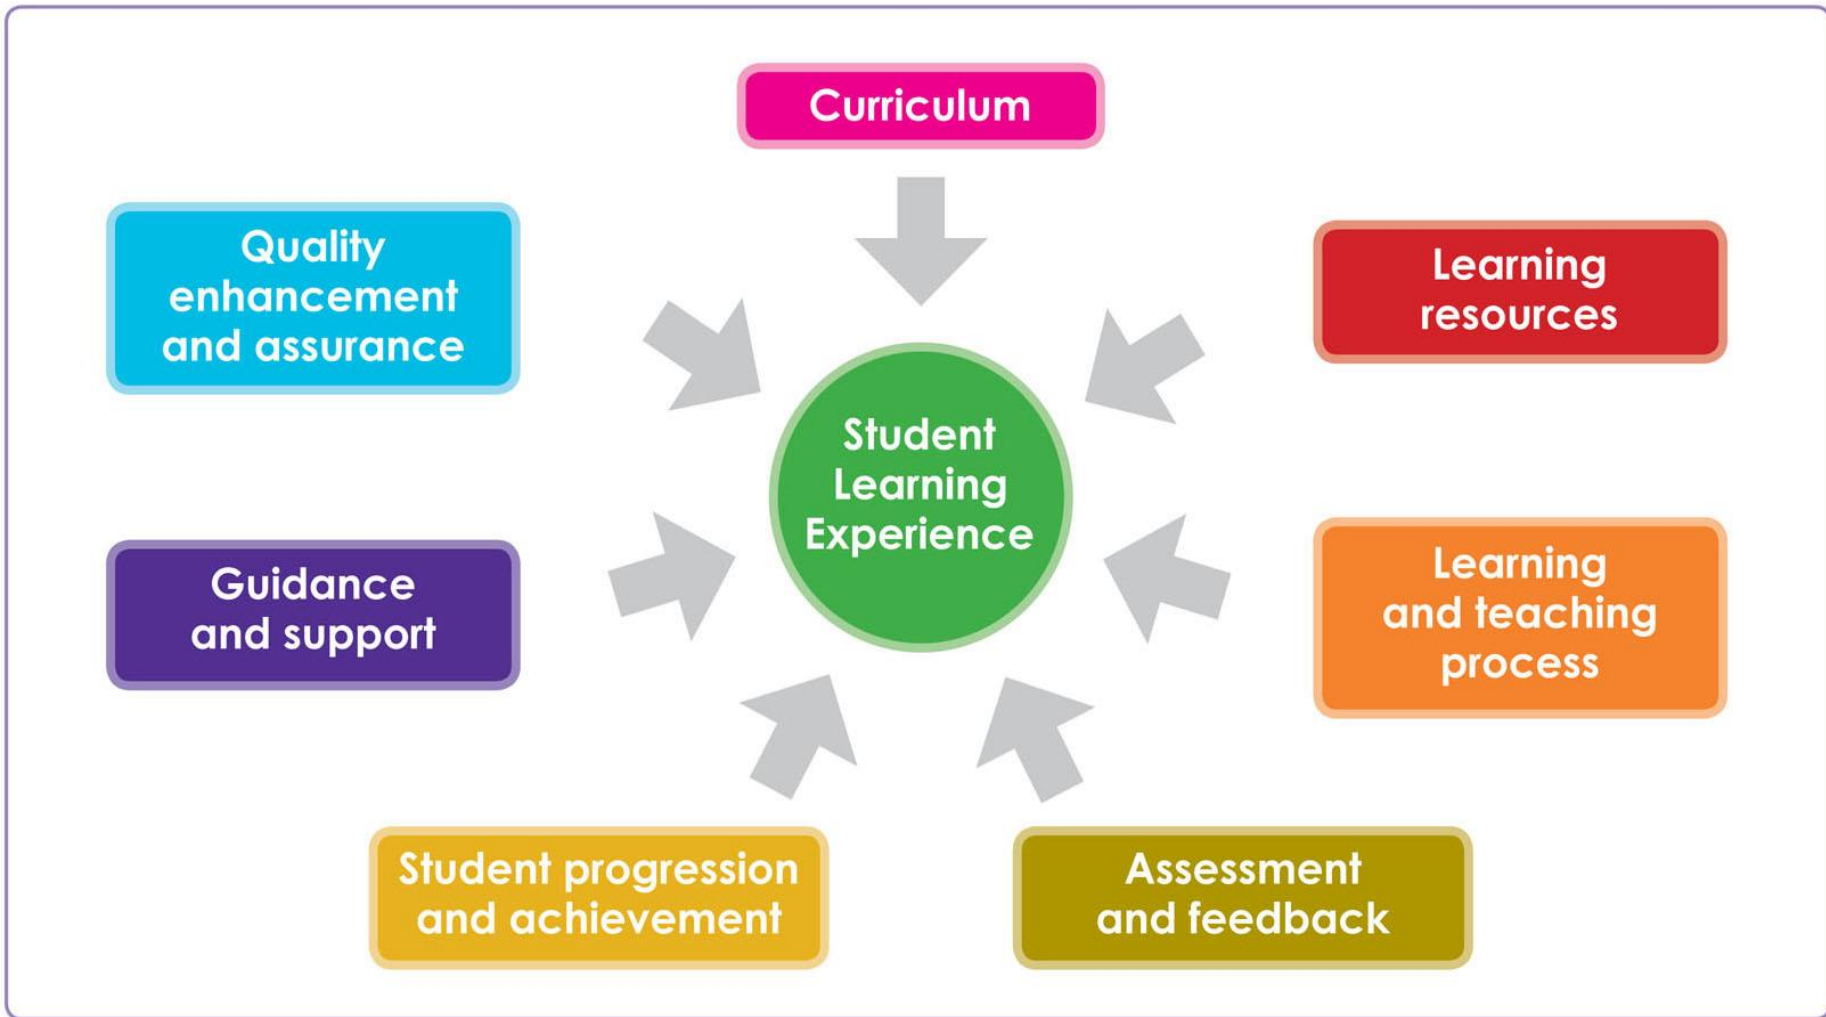 Curriculum
Quality
enhancement
and assurance
Learning
resources
Student
Learning
Experience
Guidance
and support
Learning
and teaching
process
Student progression
and achievement
Assessment
and feedback